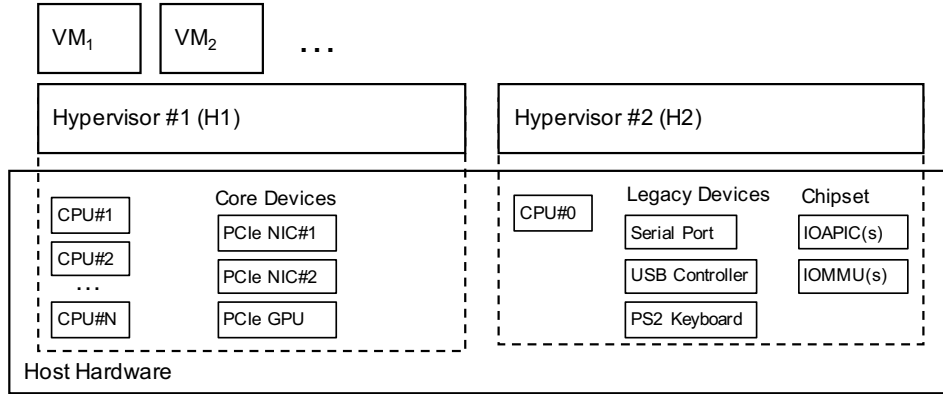 VM1 VM2 ...
Hypervisor #1 (H1) Hypervisor #2 (H2)
Core Devices Legacy Devices Chipset
CPU#1 PCIe NIC#1 CPU#0 Serial Port IOAPIC(s)
CPU#2 PCIe NIC#2 USB Controller IOMMU(s)
...
CPU#N PCIe GPU PS2 Keyboard
Host Hardware